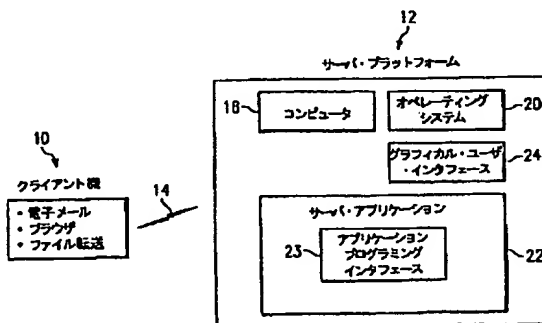 12
サーバ・プラットフォーム
18
コンピュータ
オペレーティング
システム
20
10
グラフィカル・ユーザ
・インタフェース
24
クライアント機
14
・電子メール
・ブラウザ
・ファイル転送
サーバ・アプリケーション
23
アプリケーション
プログラミング
インタフェース
22